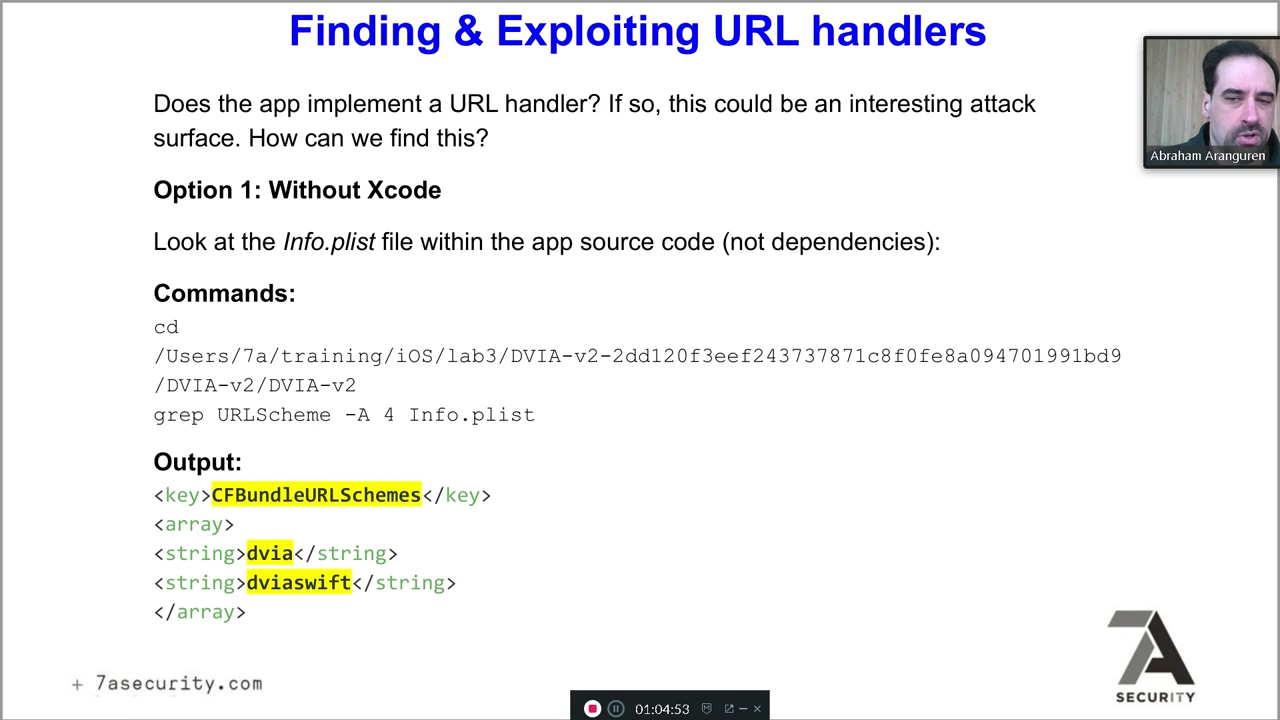 Finding & Exploiting URL handlers
Does the app implement a URL handler? If so, this could be an interesting attack
surface. How can we find this?
Abraham Aranguren
Option 1: Without Xcode
Look at the Info.plist file within the app source code (not dependencies):
Commands:
cd
/Users/7a/training/iOS/lab3/DVIA-v2-2dd120f3eef243737871c8f0fe8a094701991bd9
/DVIA-v2/DVIA-v2
grep URLScheme -A 4 Info.plist
Output:
<key>CFBundleURLSchemes</key>
<array>
<string>dvia</string>
<string>dviaswift</string>
</array>
+ 7asecurity.com
7A
SECURITY
01:04:53